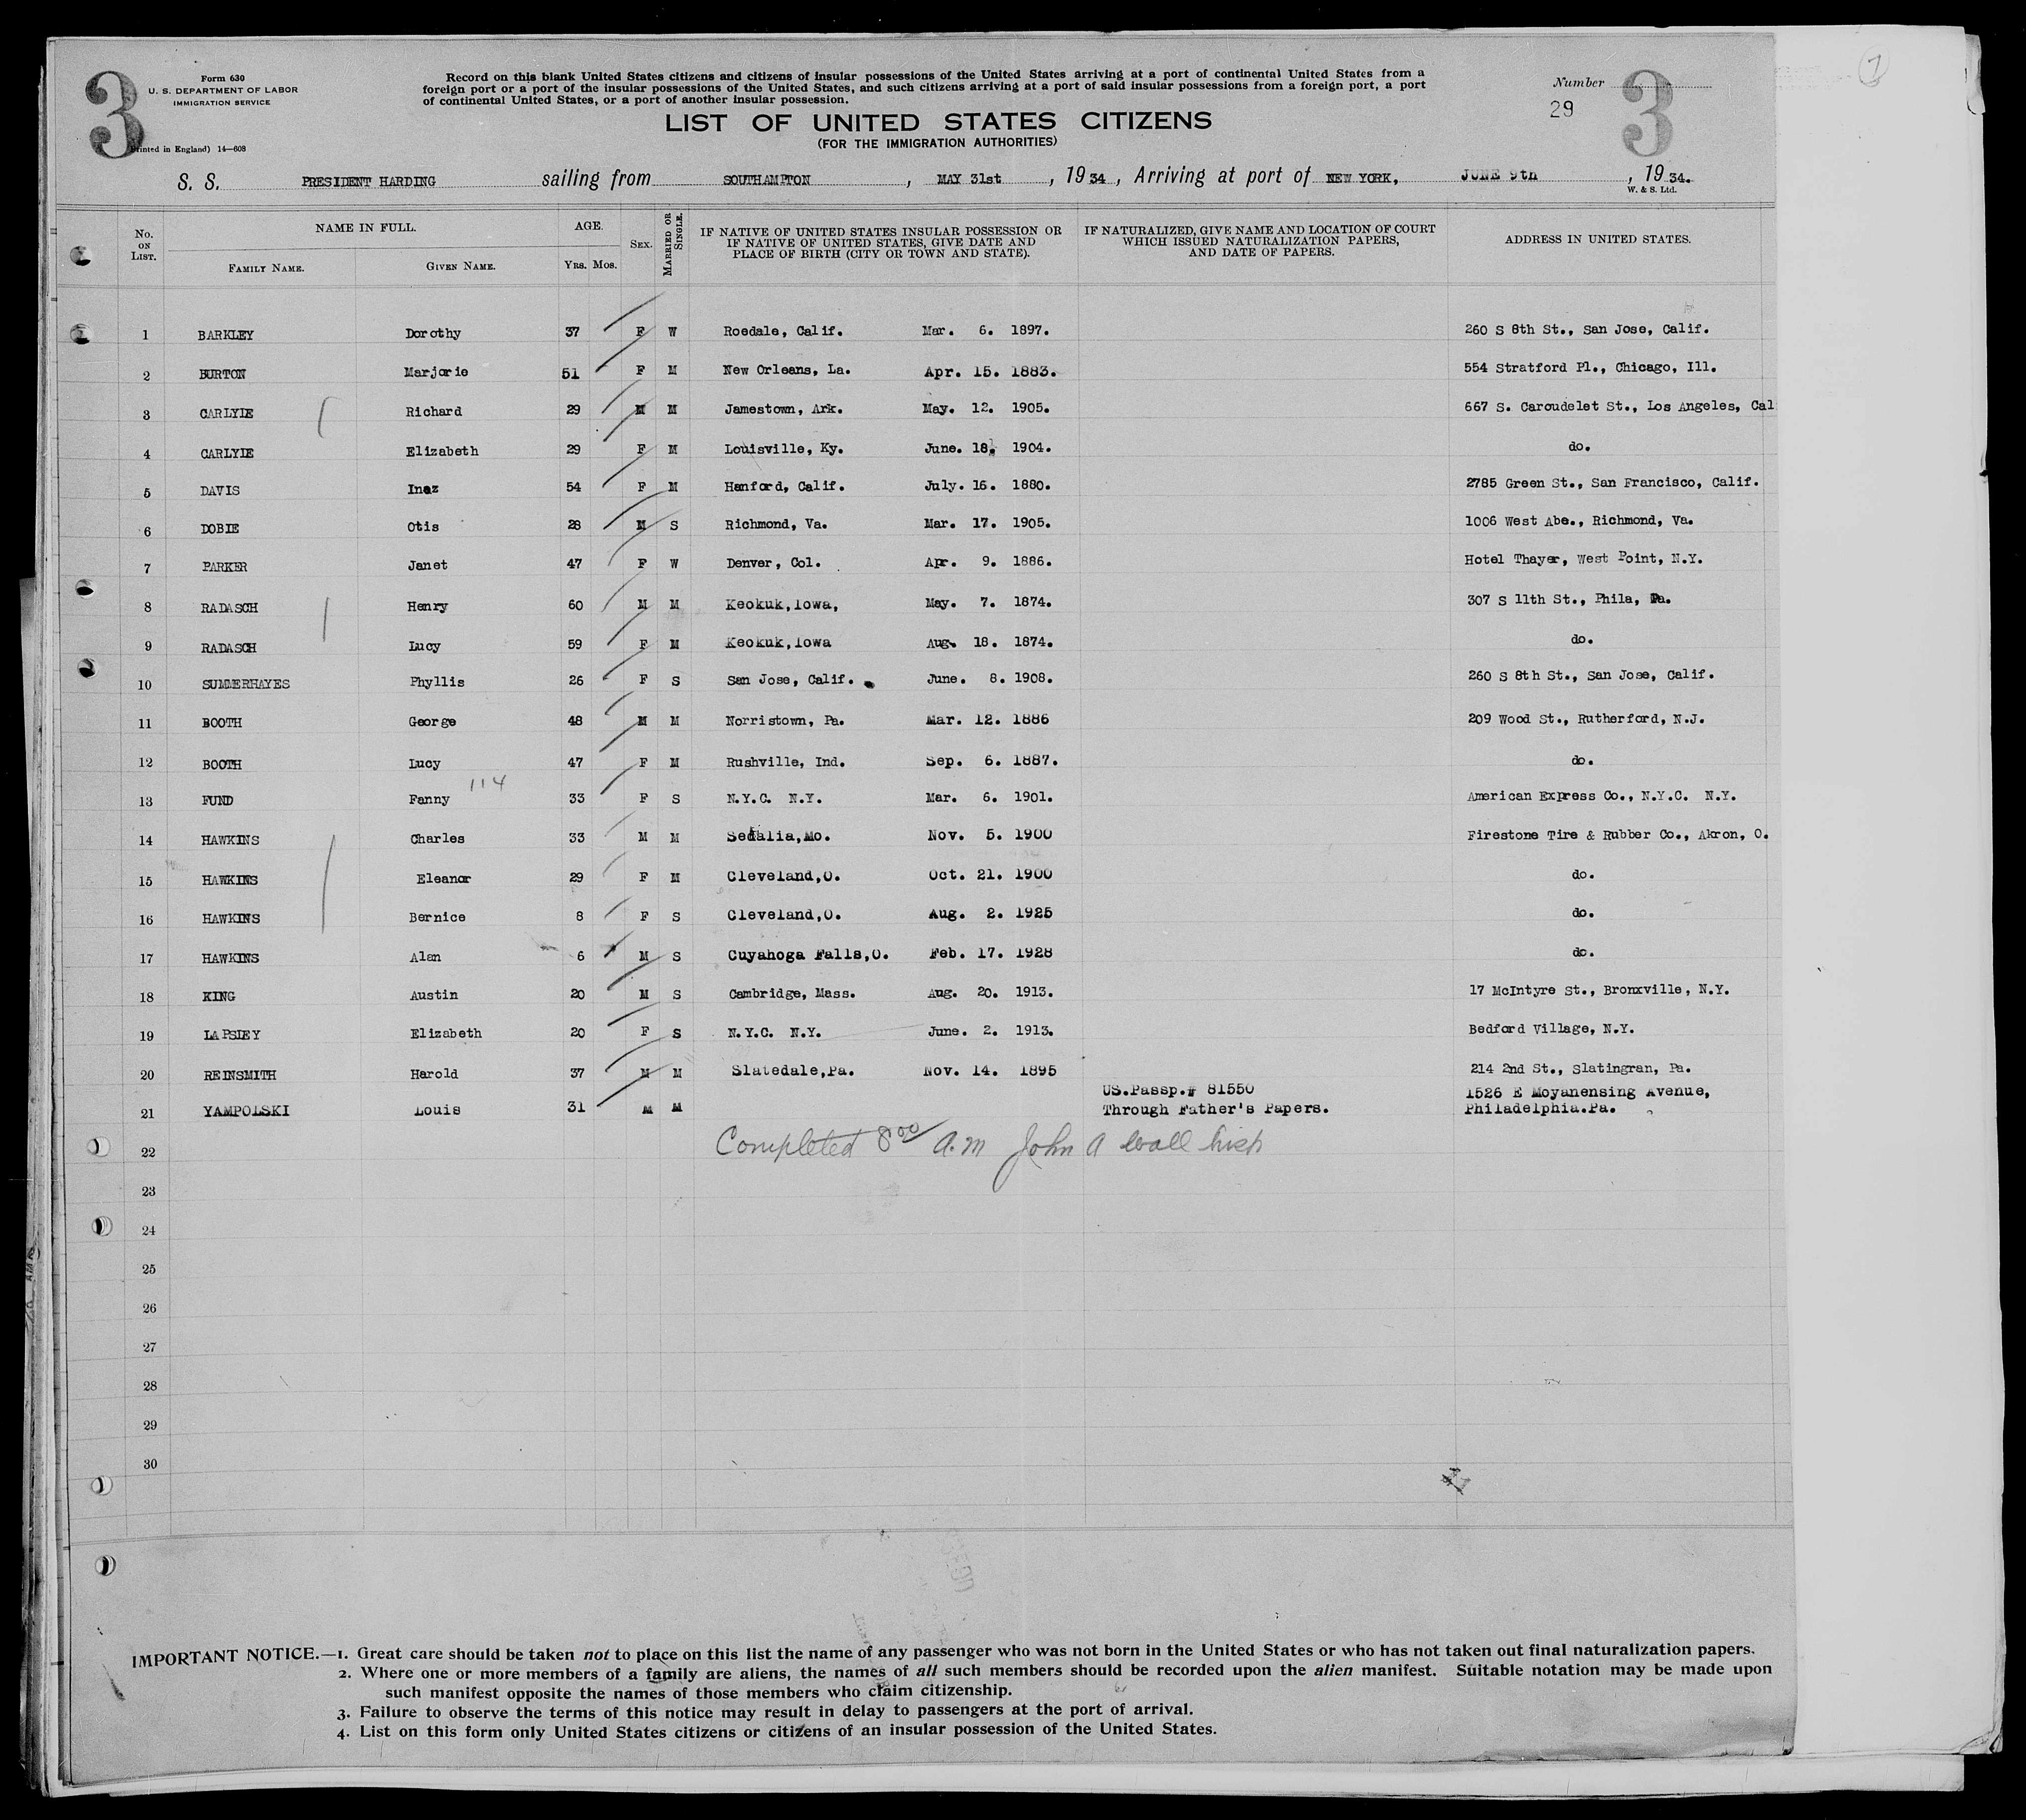 3
Form 630
U. S. DEPARTMENT OF LABOR
IMMIGRATION SERVICE
(Printed in England) 14—608
Record on this blank United States citizens and citizens of insular possessions of the United States arriving at a port of continental United States from a
foreign port or a port of the insular possessions of the United States, and such citizens arriving at a port of said insular possessions from a foreign port, a port
of continental United States, or a port of another insular possession.
LIST OF UNITED STATES CITIZENS
(FOR THE IMMIGRATION AUTHORITIES)
Number
29
3
7
S. S. PRESIDENT HARDING sailing from SOUTHAMPTON, MAY 31st, 1934, Arriving at port of NEW YORK, JUNE 9th, 1934.
W. & S. Ltd.
No. ON LIST. NAME IN FULL. FAMILY NAME. GIVEN NAME. AGE. YRS. MOS. SEX. MARRIED OR SINGLE. IF NATIVE OF UNITED STATES INSULAR POSSESSION OR IF NATIVE OF UNITED STATES, GIVE DATE AND PLACE OF BIRTH (CITY OR TOWN AND STATE). IF NATURALIZED, GIVE NAME AND LOCATION OF COURT WHICH ISSUED NATURALIZATION PAPERS, AND DATE OF PAPERS. ADDRESS IN UNITED STATES.
1 BARKLEY Dorothy 37 F W Roedale, Calif. Mar. 6. 1897. 260 S 8th St., San Jose, Calif.
2 BURTON Marjorie 51 F M New Orleans, La. Apr. 15. 1883. 554 Stratford Pl., Chicago, Ill.
3 CARLYLE Richard 29 M M Jamestown, Ark. May. 12. 1905. 667 S. Caroudelet St., Los Angeles, Cal
4 CARLYLE Elizabeth 29 F M Louisville, Ky. June. 18. 1904. do.
5 DAVIS Inez 54 F M Hanford, Calif. July. 16. 1880. 2785 Green St., San Francisco, Calif.
6 DOBIE Otis 28 M S Richmond, Va. Mar. 17. 1905. 1006 West Abe., Richmond, Va.
7 PARKER Janet 47 F W Denver, Col. Apr. 9. 1886. Hotel Thayer, West Point, N.Y.
8 RADASCH Henry 60 M M Keokuk, Iowa, May. 7. 1874. 307 S 11th St., Phila, Pa.
9 RADASCH Lucy 59 F M Keokuk, Iowa Aug. 18. 1874. do.
10 SUMMERHAYES Phyllis 26 F S San Jose, Calif. June. 8. 1908. 260 S 8th St., San Jose, Calif.
11 BOOTH George 48 M M Norristown, Pa. Mar. 12. 1886 209 Wood St., Rutherford, N.J.
12 BOOTH Lucy 47 F M Rushville, Ind. Sep. 6. 1887. do.
114
13 FUND Fanny 33 F S N.Y.C. N.Y. Mar. 6. 1901. American Express Co., N.Y.C. N.Y.
14 HAWKINS Charles 33 M M Sedalia, Mo. Nov. 5. 1900 Firestone Tire & Rubber Co., Akron, O.
15 HAWKINS Eleanor 29 F M Cleveland, O. Oct. 21. 1900 do.
16 HAWKINS Bernice 8 F S Cleveland, O. Aug. 2. 1925 do.
17 HAWKINS Alan 6 M S Cuyahoga Falls, O. Feb. 17. 1928 do.
18 KING Austin 20 M S Cambridge, Mass. Aug. 20. 1913. 17 McIntyre St., Bronxville, N.Y.
19 LAPSLEY Elizabeth 20 F S N.Y.C. N.Y. June. 2. 1913. Bedford Village, N.Y.
20 REINSMITH Harold 37 M M Slatedale, Pa. Nov. 14. 1895 214 2nd St., Slatingran, Pa.
21 YAMPOLSKI Louis 31 M M US.Passp.# 81550 Through Father's Papers. 1526 E Moyanensing Avenue, Philadelphia.Pa.
22 Completed 8 00 a.m John A Wall
23
24
25
26
27
28
29
30
IMPORTANT NOTICE.—1. Great care should be taken not to place on this list the name of any passenger who was not born in the United States or who has not taken out final naturalization papers.
2. Where one or more members of a family are aliens, the names of all such members should be recorded upon the alien manifest. Suitable notation may be made upon
such manifest opposite the names of those members who claim citizenship.
3. Failure to observe the terms of this notice may result in delay to passengers at the port of arrival.
4. List on this form only United States citizens or citizens of an insular possession of the United States.